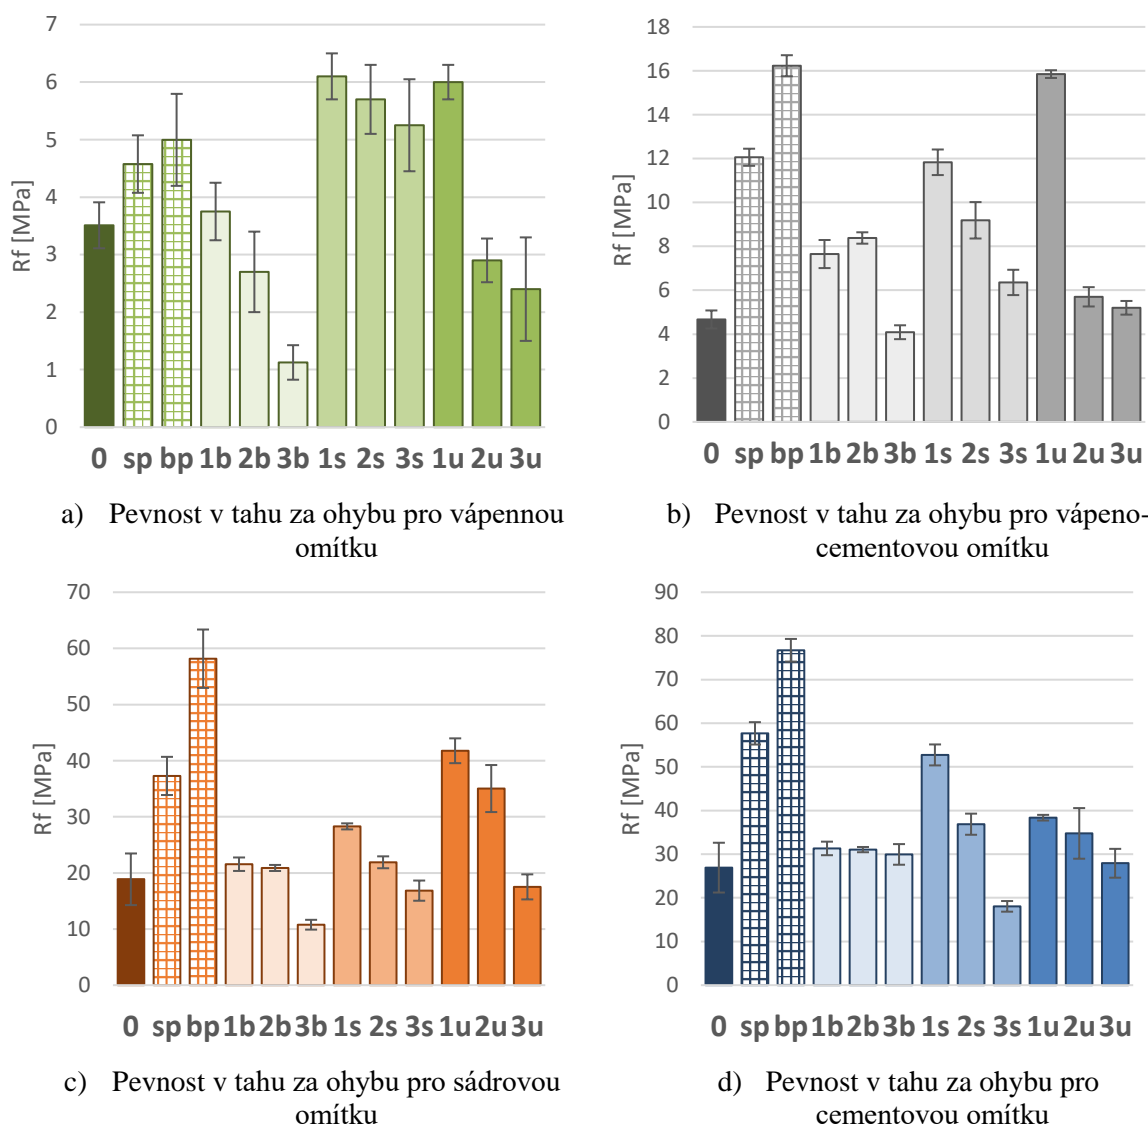 7
6
5
4
3
2
1
0
Rf [MPa]
0 sp bp 1b 2b 3b 1s 2s 3s 1u 2u 3u
a) Pevnost v tahu za ohybu pro vápennou
omítku
18
16
14
12
10
8
6
4
2
0
Rf [MPa]
0 sp bp 1b 2b 3b 1s 2s 3s 1u 2u 3u
b) Pevnost v tahu za ohybu pro vápeno-
cementovou omítku
70
60
50
40
30
20
10
0
Rf [MPa]
0 sp bp 1b 2b 3b 1s 2s 3s 1u 2u 3u
c) Pevnost v tahu za ohybu pro sádrovou
omítku
90
80
70
60
50
40
30
20
10
0
Rf [MPa]
0 sp bp 1b 2b 3b 1s 2s 3s 1u 2u 3u
d) Pevnost v tahu za ohybu pro
cementovou omítku